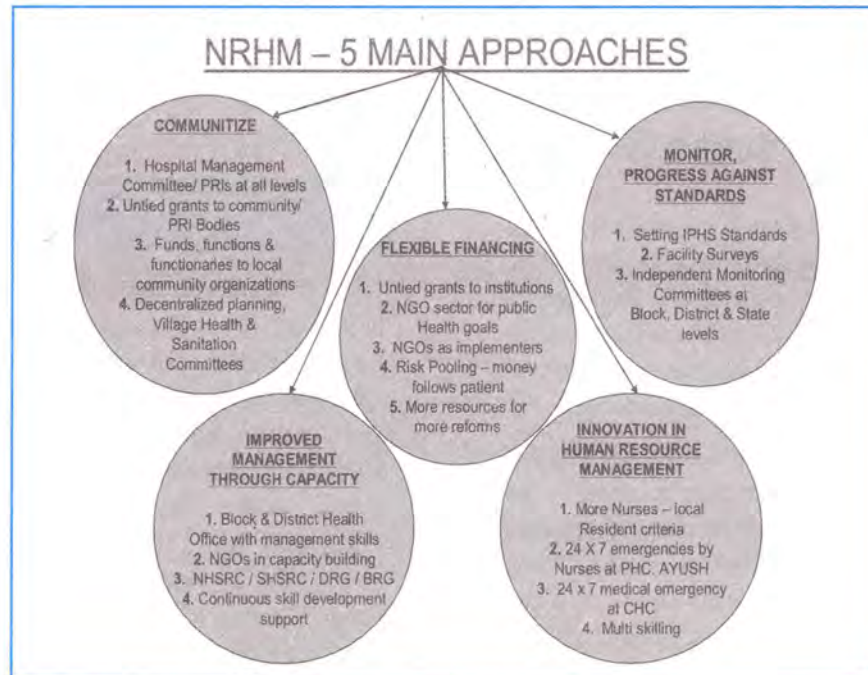 NRHM – 5 MAIN APPROACHES
COMMUNITIZE
1. Hospital Management
Committee/ PRIs at all levels
2. Untied grants to community/
PRI Bodies
3. Funds, functions &
functionaries to local
community organizations
4. Decentralized planning,
Village Health &
Sanitation
Committees
FLEXIBLE FINANCING
1. Untied grants to institutions
2. NGO sector for public
Health goals
3. NGOs as implementers
4. Risk Pooling – money
follows patient
5. More resources for
more reforms
MONITOR,
PROGRESS AGAINST
STANDARDS
1. Setting IPHS Standards
2. Facility Surveys
3. Independent Monitoring
Committees at
Block, District & State
levels
IMPROVED
MANAGEMENT
THROUGH CAPACITY
1. Block & District Health
Office with management skills
2. NGOs in capacity building
3. NHSRC / SHSRC / DRG / BRG
4. Continuous skill development
support
INNOVATION IN
HUMAN RESOURCE
MANAGEMENT
1. More Nurses – local
Resident criteria
2. 24 X 7 emergencies by
Nurses at PHC. AYUSH
3. 24 x 7 medical emergency
at CHC
4. Multi skilling